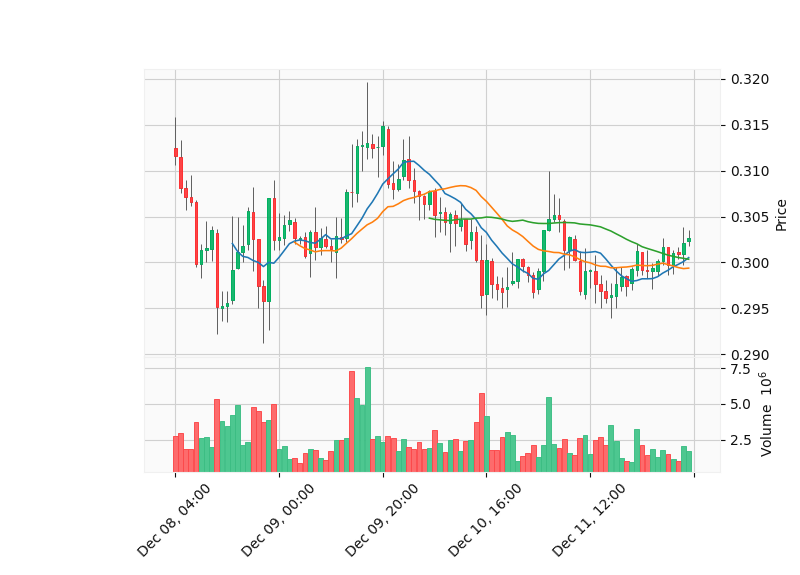 0.320
0.315
0.310
0.305
0.300
0.295
0.290
Price
7.5
5.0
2.5
Volume 10⁶
Dec 08, 04:00
Dec 09, 00:00
Dec 09, 20:00
Dec 10, 16:00
Dec 11, 12:00